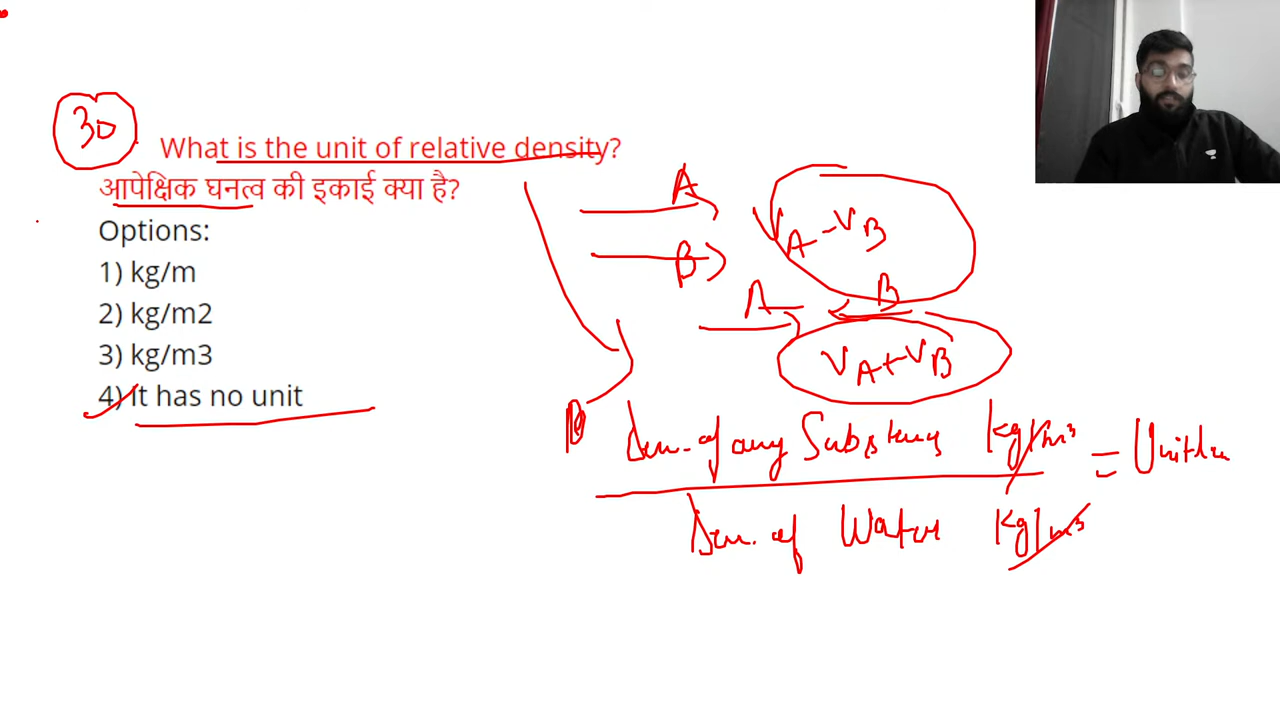 30
What is the unit of relative density?
आपेक्षिक घनत्व की इकाई क्या है?
Options:
1) kg/m
2) kg/m2
3) kg/m3
4) It has no unit
A
B
VA - VB
A B
VA + VB
Den. of any Substens kg/m³ = Unitless
Den. of Water kg/m³